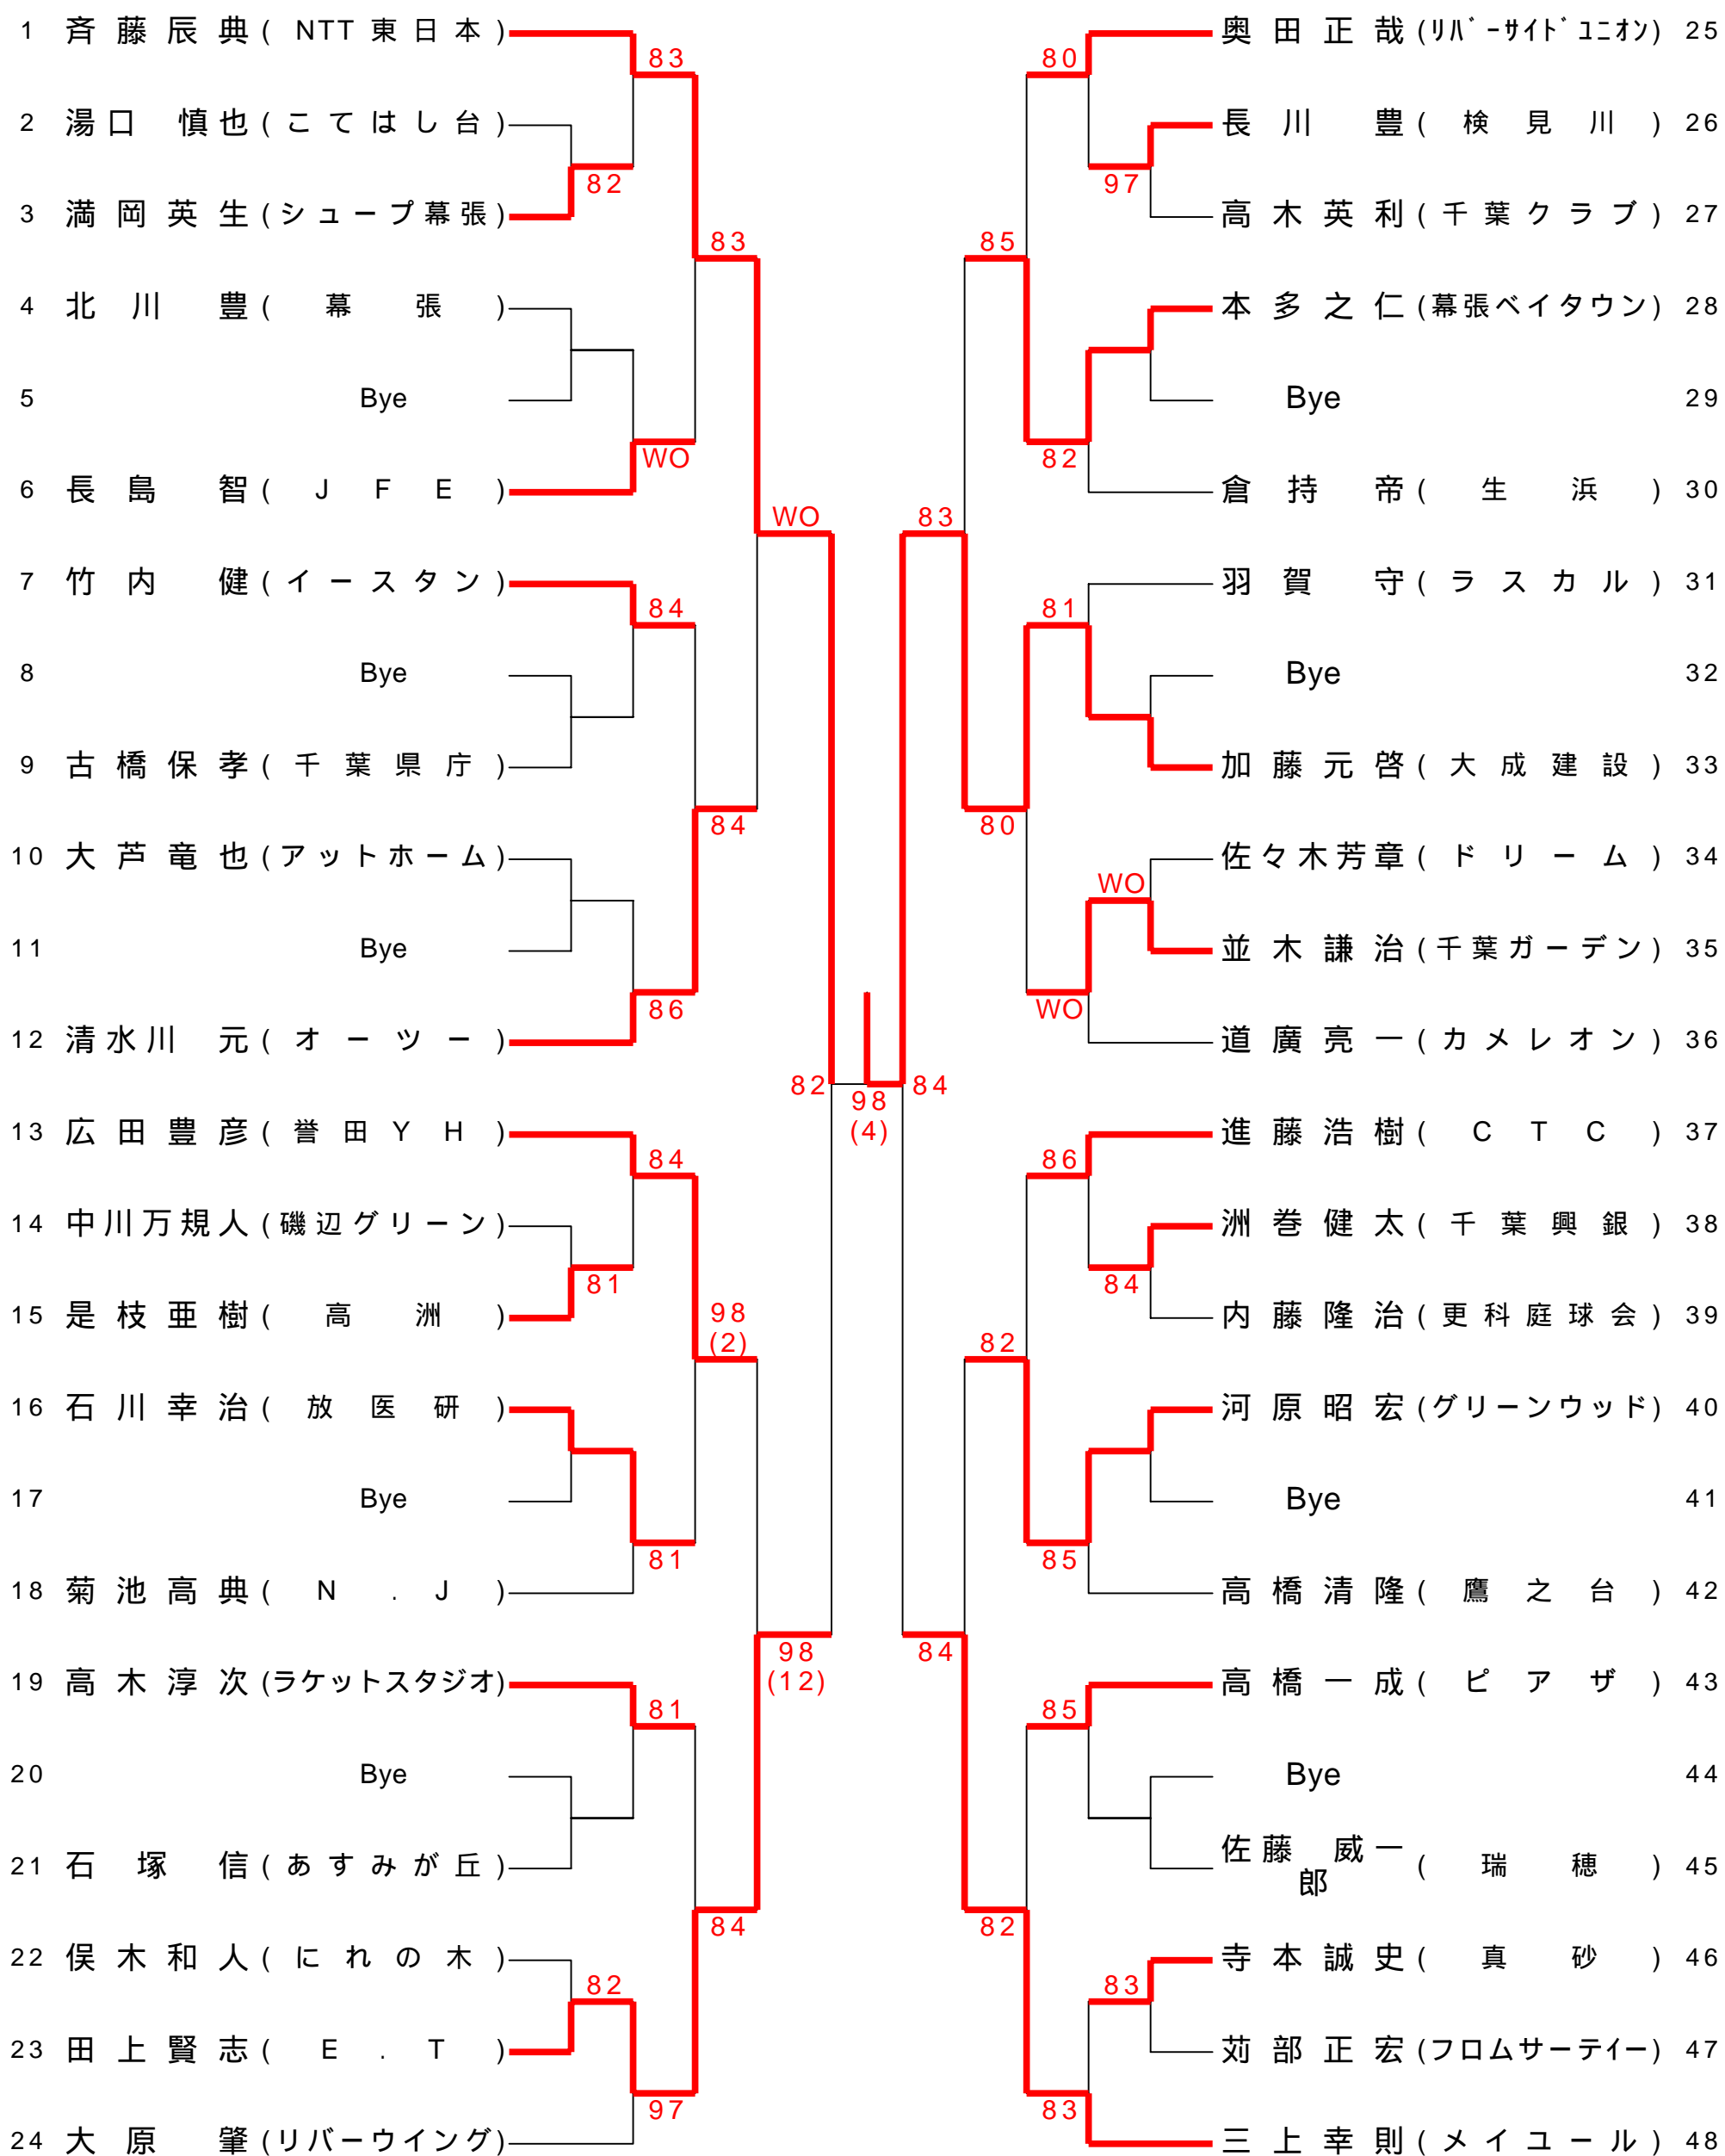 1 斉藤辰典 ( NTT東日本 )
2 湯口 慎也 ( こてはし台 )
3 満岡英生 ( シュープ幕張 )
4 北川 豊 ( 幕張 )
5 Bye
6 長島 智 ( JFE )
7 竹内 健 ( イースタン )
8 Bye
9 古橋保孝 ( 千葉県庁 )
10 大芦竜也 ( アットホーム )
11 Bye
12 清水川 元 ( オーツー )
13 広田豊彦 ( 誉田YH )
14 中川万規人 ( 磯辺グリーン )
15 是枝亜樹 ( 高洲 )
16 石川幸治 ( 放医研 )
17 Bye
18 菊池高典 ( N.J )
19 高木淳次 (ラケットスタジオ)
20 Bye
21 石塚 信 ( あすみが丘 )
22 俣木和人 ( にれの木 )
23 田上賢志 ( E.T )
24 大原 肇 (リバーウイング)
83
82
WO
84
86
84
81
81
81
82
97
83
84
98
(2)
84
WO
98
(12)
82
98
(4)
84
83
84
85
80
82
82
80
97
82
81
WO
WO
86
84
85
85
83
83
奥田正哉 (ﾘﾊﾞｰｻｲﾄﾞﾕﾆｵﾝ) 25
長川 豊 ( 検見川 ) 26
高木英利 ( 千葉クラブ ) 27
本多之仁 (幕張ベイタウン) 28
Bye 29
倉持 帝 ( 生浜 ) 30
羽賀 守 ( ラスカル ) 31
Bye 32
加藤元啓 ( 大成建設 ) 33
佐々木芳章 ( ドリーム ) 34
並木謙治 (千葉ガーデン) 35
道廣亮一 ( カメレオン ) 36
進藤浩樹 ( CTC ) 37
洲巻健太 ( 千葉興銀 ) 38
内藤隆治 ( 更科庭球会 ) 39
河原昭宏 (グリーンウッド) 40
Bye 41
高橋清隆 ( 鷹之台 ) 42
高橋一成 ( ピアザ ) 43
Bye 44
佐藤 威一郎 ( 瑞穂 ) 45
寺本誠史 ( 真砂 ) 46
苅部正宏 (フロムサーテイー) 47
三上幸則 ( メイユール ) 48